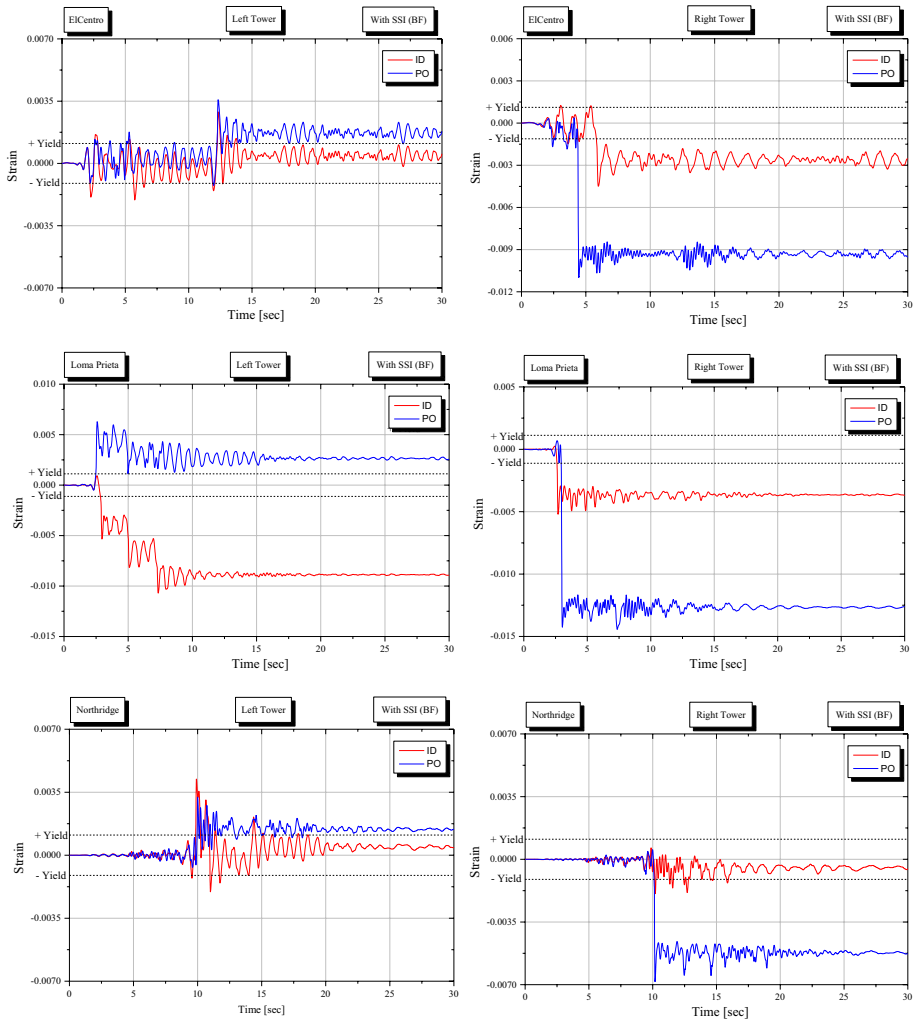 ElCentro
Left Tower
With SSI (BF)
0.0070
0.0035
0.0000
-0.0035
-0.0070
+ Yield
- Yield
Strain
ID
PO
0 5 10 15 20 25 30
Time [sec]
ElCentro
Right Tower
With SSI (BF)
0.006
0.003
0.000
-0.003
-0.006
-0.009
-0.012
+ Yield
- Yield
Strain
ID
PO
0 5 10 15 20 25 30
Time [sec]
Loma Prieta
Left Tower
With SSI (BF)
0.010
0.005
0.000
-0.005
-0.010
-0.015
+ Yield
- Yield
Strain
ID
PO
0 5 10 15 20 25 30
Time [sec]
Loma Prieta
Right Tower
With SSI (BF)
0.005
0.000
-0.005
-0.010
-0.015
+ Yield
- Yield
Strain
ID
PO
0 5 10 15 20 25 30
Time [sec]
Northridge
Left Tower
With SSI (BF)
0.0070
0.0035
0.0000
-0.0035
-0.0070
+ Yield
- Yield
Strain
ID
PO
0 5 10 15 20 25 30
Time [sec]
Northridge
Right Tower
With SSI (BF)
0.0070
0.0035
0.0000
-0.0035
-0.0070
+ Yield
- Yield
Strain
ID
PO
0 5 10 15 20 25 30
Time [sec]